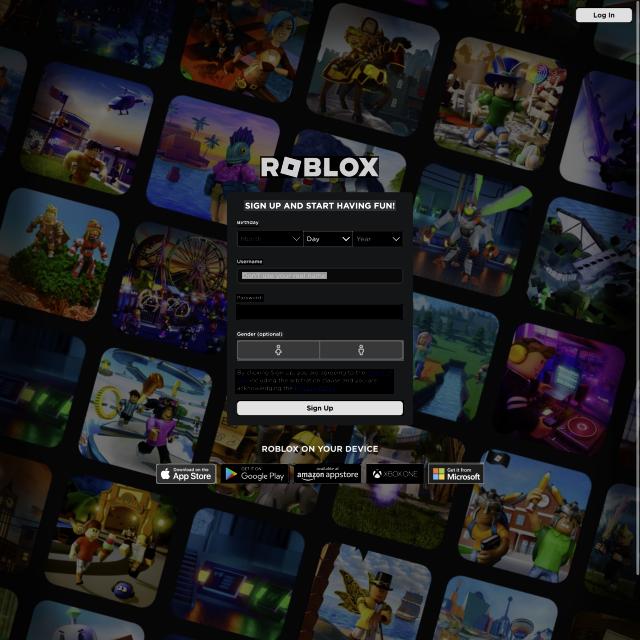 Log In
ROBLOX
SIGN UP AND START HAVING FUN!
Birthday
Month Day Year
Username
Don't use your real name
Password
Gender (optional)
By clicking Sign Up, you are agreeing to the
including the arbitration clause and you are
acknowledging the
Sign Up
ROBLOX ON YOUR DEVICE
Download on the App Store
GET IT ON Google Play
available at amazon appstore
XBOX ONE
Get it from Microsoft